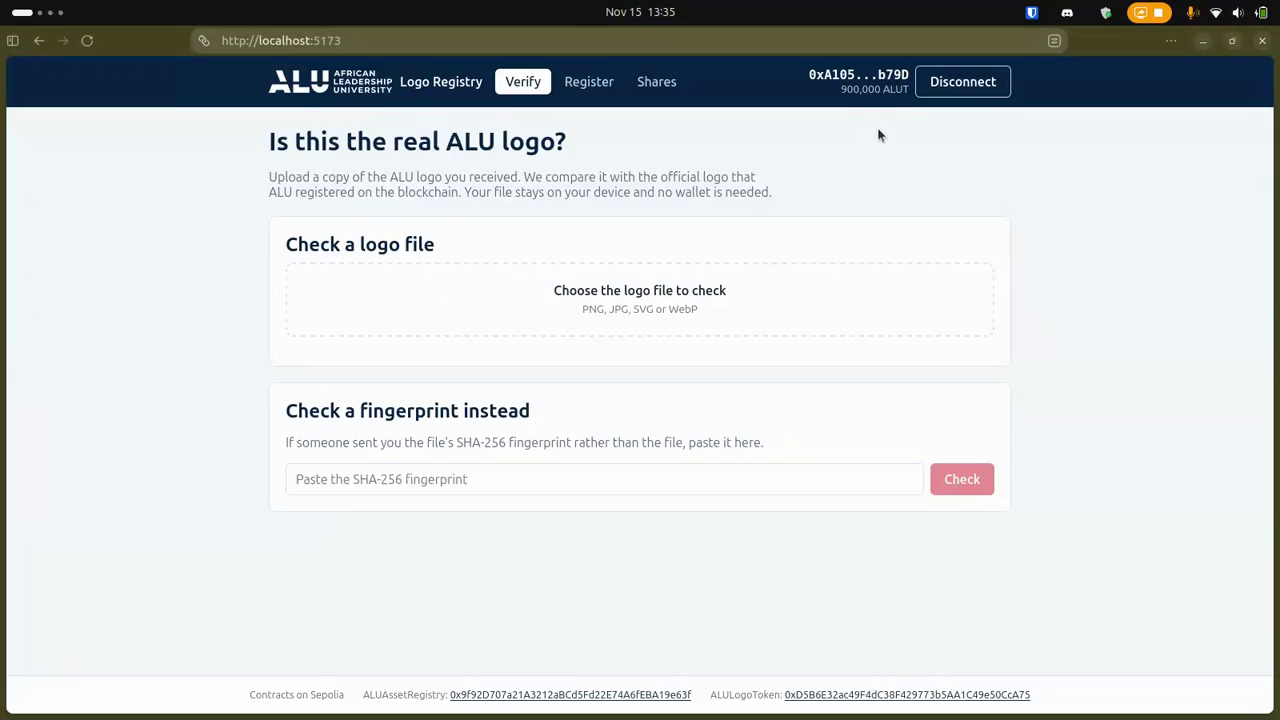 Nov 15 13:35
http://localhost:5173
ALU AFRICAN LEADERSHIP UNIVERSITY Logo Registry Verify Register Shares 0xA105...b79D 900,000 ALUT Disconnect
Is this the real ALU logo?
Upload a copy of the ALU logo you received. We compare it with the official logo that
ALU registered on the blockchain. Your file stays on your device and no wallet is needed.
Check a logo file
Choose the logo file to check
PNG, JPG, SVG or WebP
Check a fingerprint instead
If someone sent you the file's SHA-256 fingerprint rather than the file, paste it here.
Paste the SHA-256 fingerprint Check
Contracts on Sepolia ALUAssetRegistry: 0x9f92D707a21A3212aBCd5Fd22E74A6fEBA19e63f ALULogoToken: 0xD5B6E32ac49F4dC38F429773b5AA1C49e50CcA75